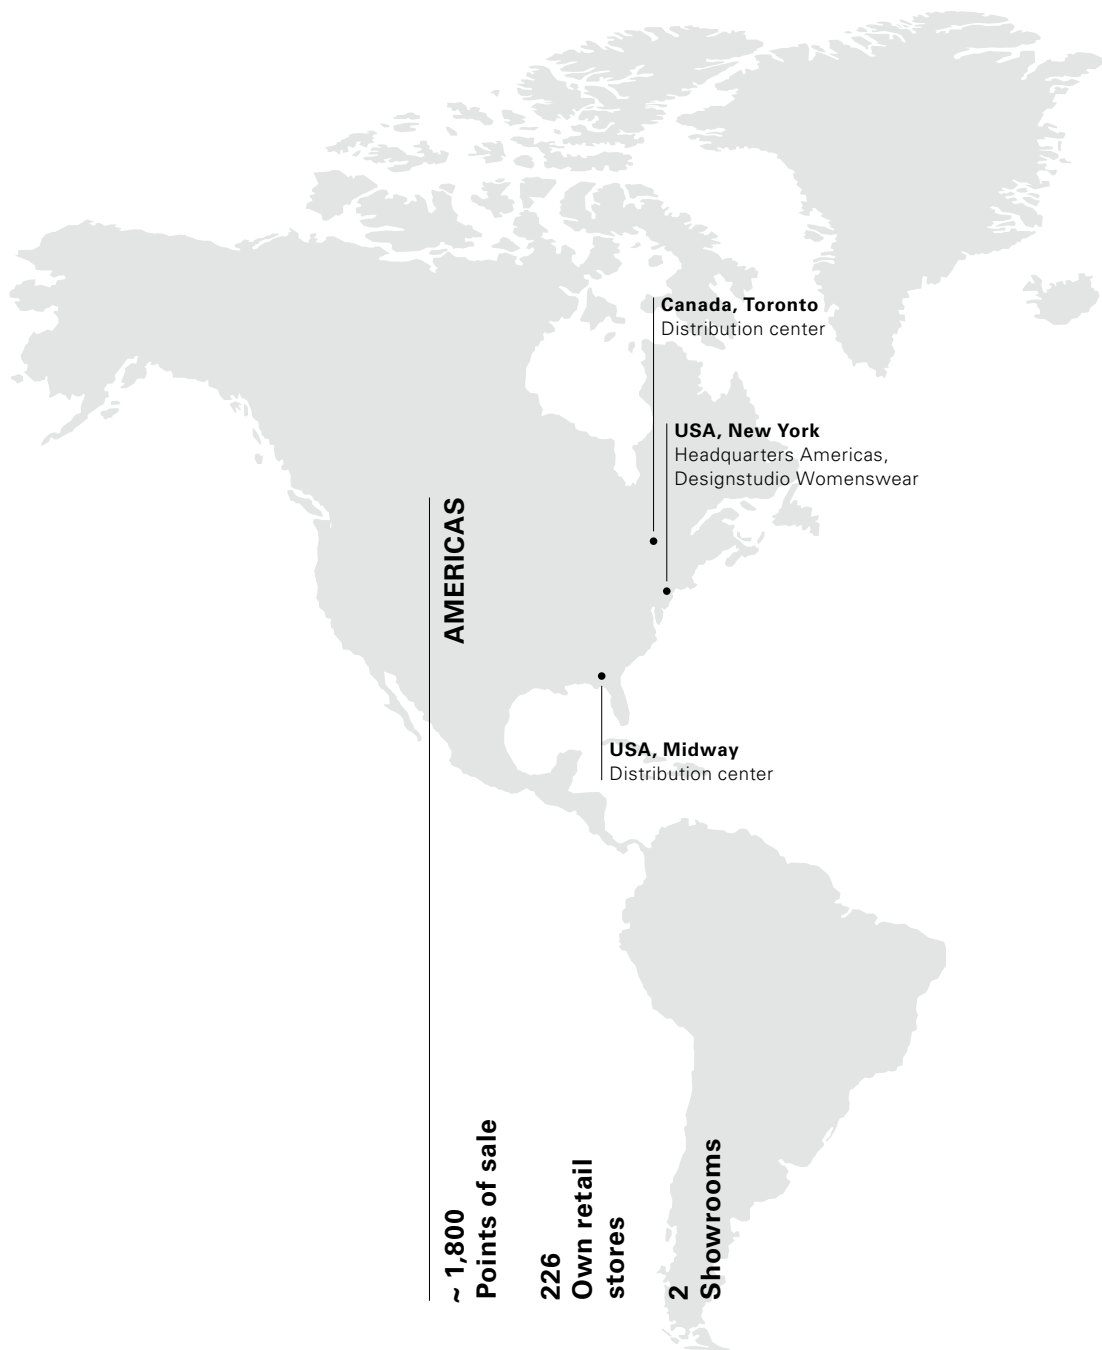 Canada, Toronto
Distribution center
USA, New York
Headquarters Americas,
Designstudio Womenswear
AMERICAS
USA, Midway
Distribution center
~ 1,800
Points of sale
226
Own retail
stores
2
Showrooms